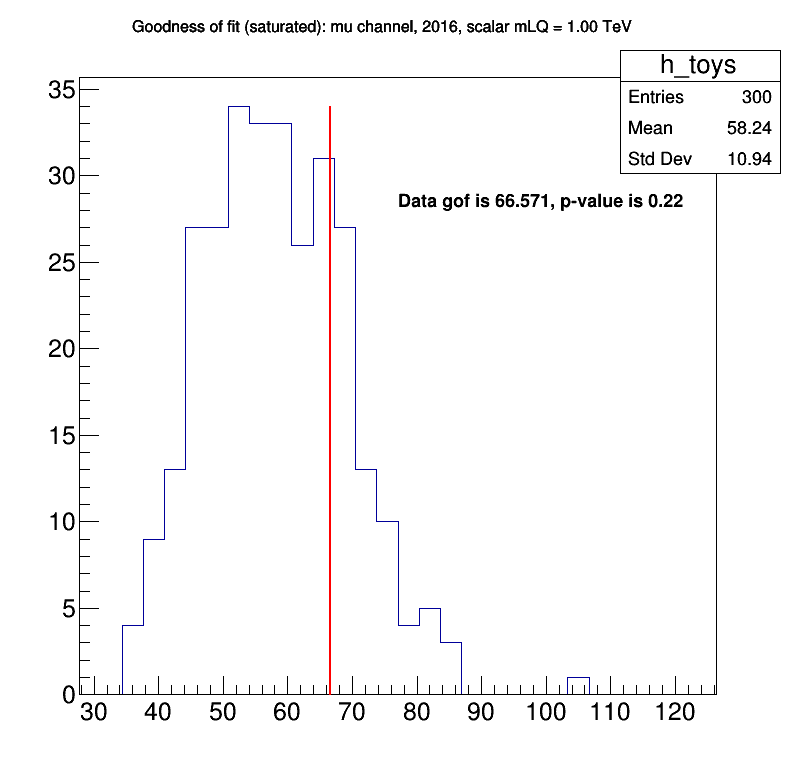 Goodness of fit (saturated): mu channel, 2016, scalar mLQ = 1.00 TeV
h_toys
Entries 300
Mean 58.24
Std Dev 10.94
Data gof is 66.571, p-value is 0.22
35
30
25
20
15
10
5
0
30 40 50 60 70 80 90 100 110 120